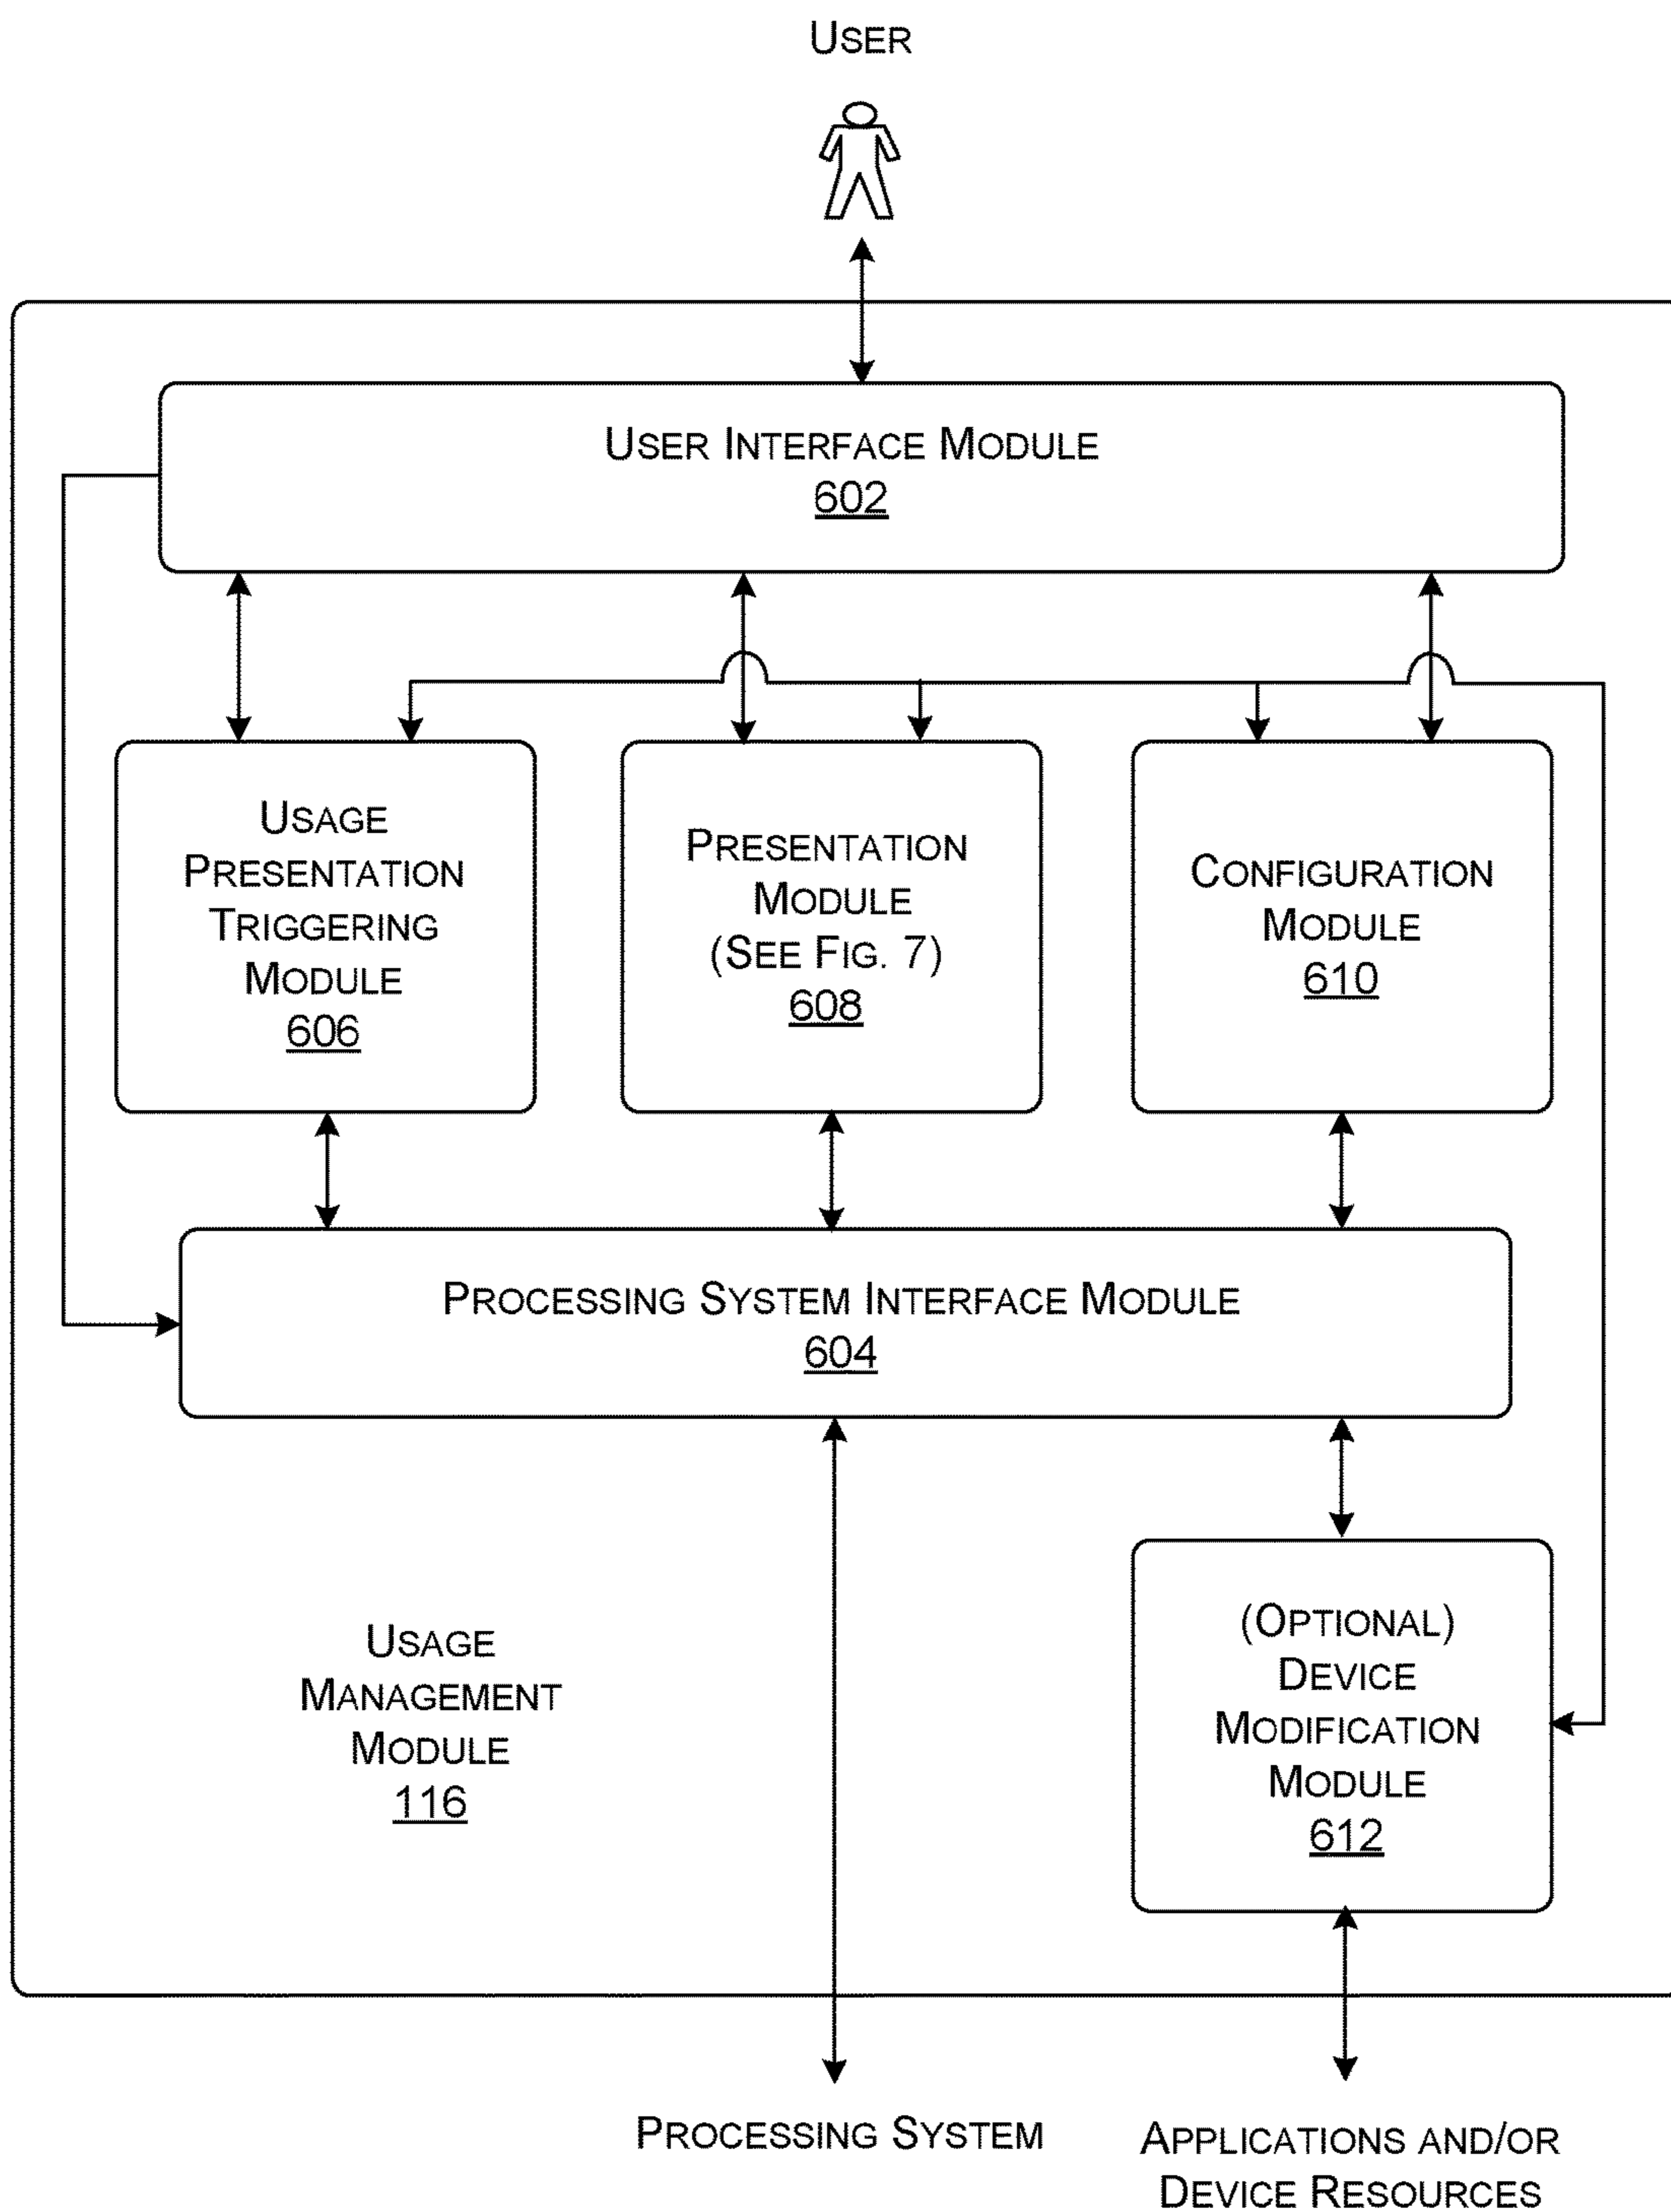 USER
USER INTERFACE MODULE
602
USAGE
PRESENTATION
TRIGGERING
MODULE
606
PRESENTATION
MODULE
(SEE FIG. 7)
608
CONFIGURATION
MODULE
610
PROCESSING SYSTEM INTERFACE MODULE
604
USAGE
MANAGEMENT
MODULE
116
(OPTIONAL)
DEVICE
MODIFICATION
MODULE
612
PROCESSING SYSTEM
APPLICATIONS AND/OR
DEVICE RESOURCES